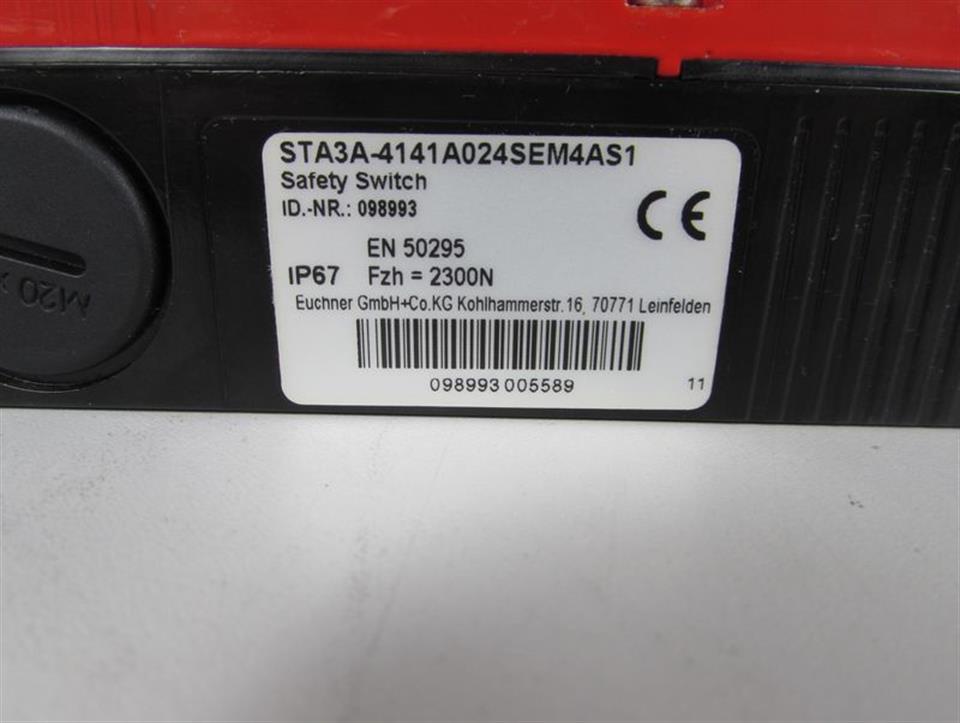 STA3A-4141A024SEM4AS1
Safety Switch
ID.-NR.: 098993
CE
EN 50295
IP67 Fzh = 2300N
Euchner GmbH+Co.KG Kohlhammerstr.16, 70771 Leinfelden
098993 005589
11
M20 x